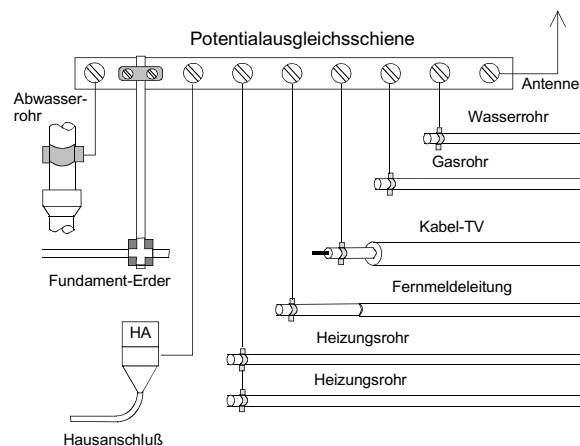 Potentialausgleichsschiene
Antenne
Abwasser-
rohr
Wasserrohr
Gasrohr
Kabel-TV
Fundament-Erder
Fernmeldeleitung
HA
Heizungsrohr
Heizungsrohr
Hausanschluß